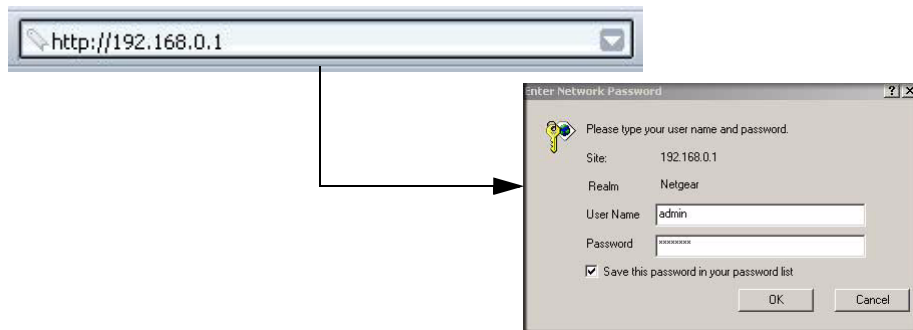 http://192.168.0.1
Enter Network Password
Please type your user name and password.
Site: 192.168.0.1
Realm Netgear
User Name admin
Password ********
Save this password in your password list
OK Cancel